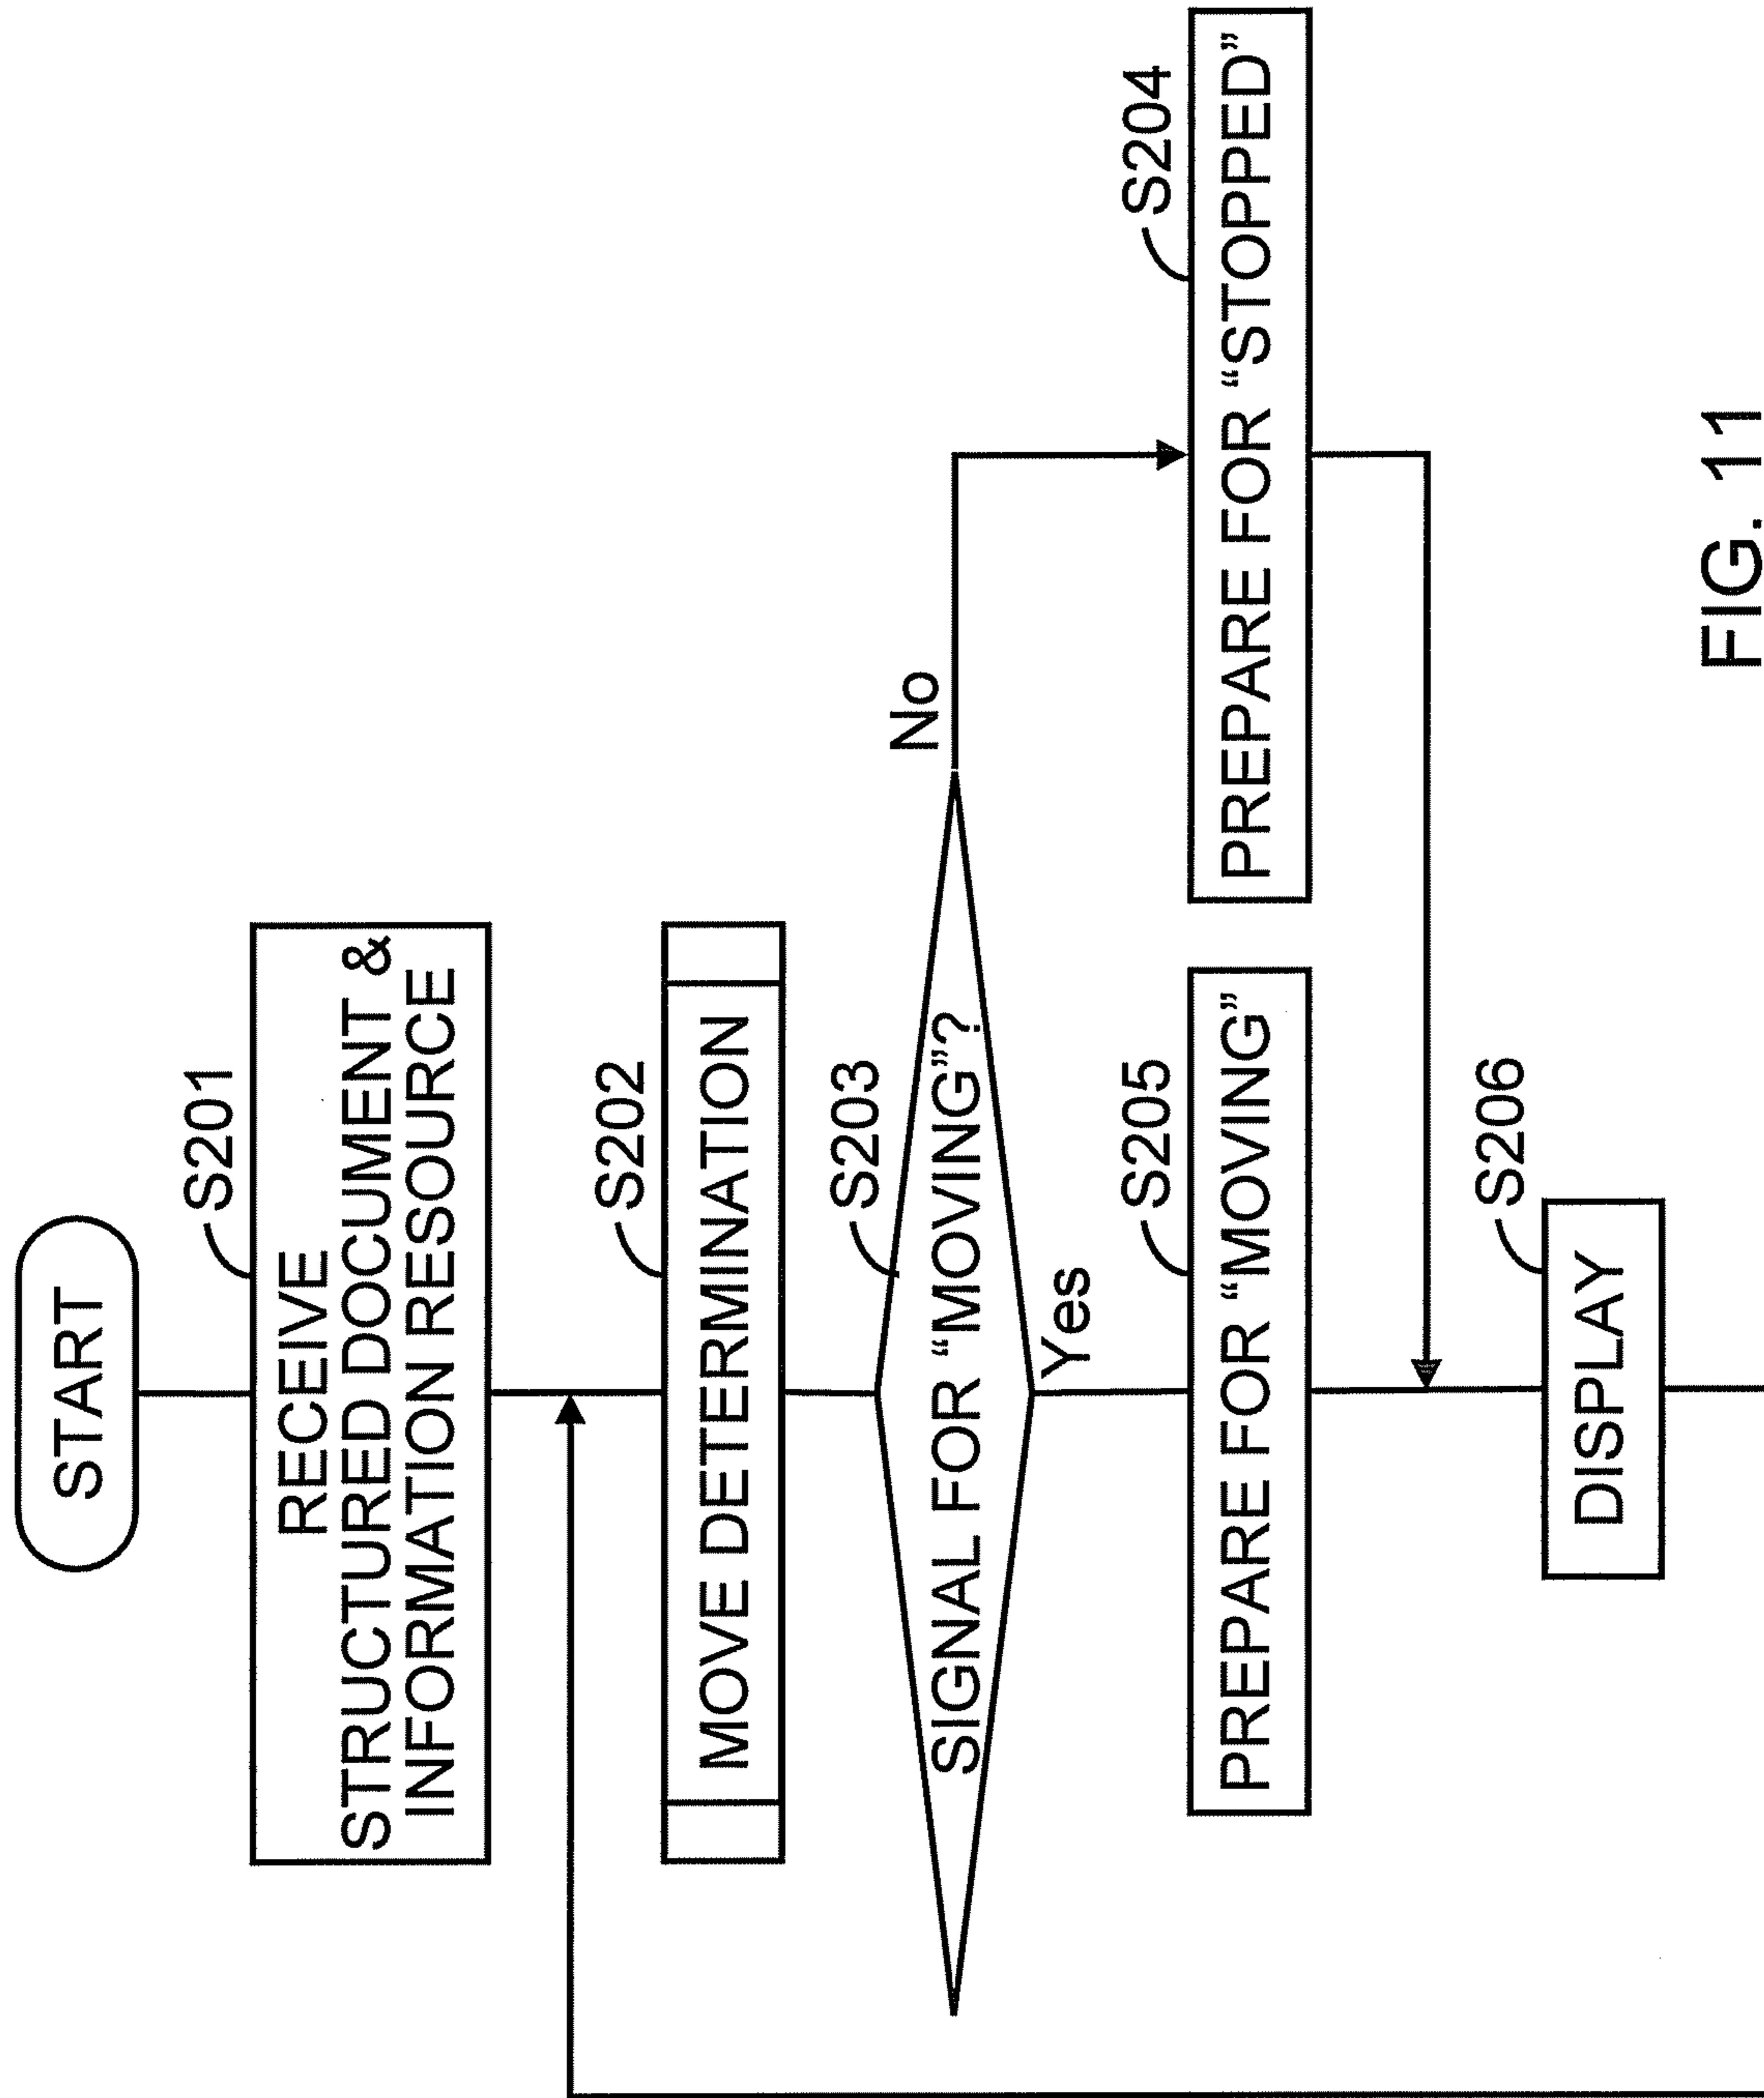 START
S201
RECEIVE
STRUCTURED DOCUMENT &
INFORMATION RESOURCE
S202
MOVE DETERMINATION
S203
SIGNAL FOR “MOVING”?
No
Yes
S205
PREPARE FOR “MOVING”
S204
PREPARE FOR “STOPPED”
S206
DISPLAY
FIG. 11